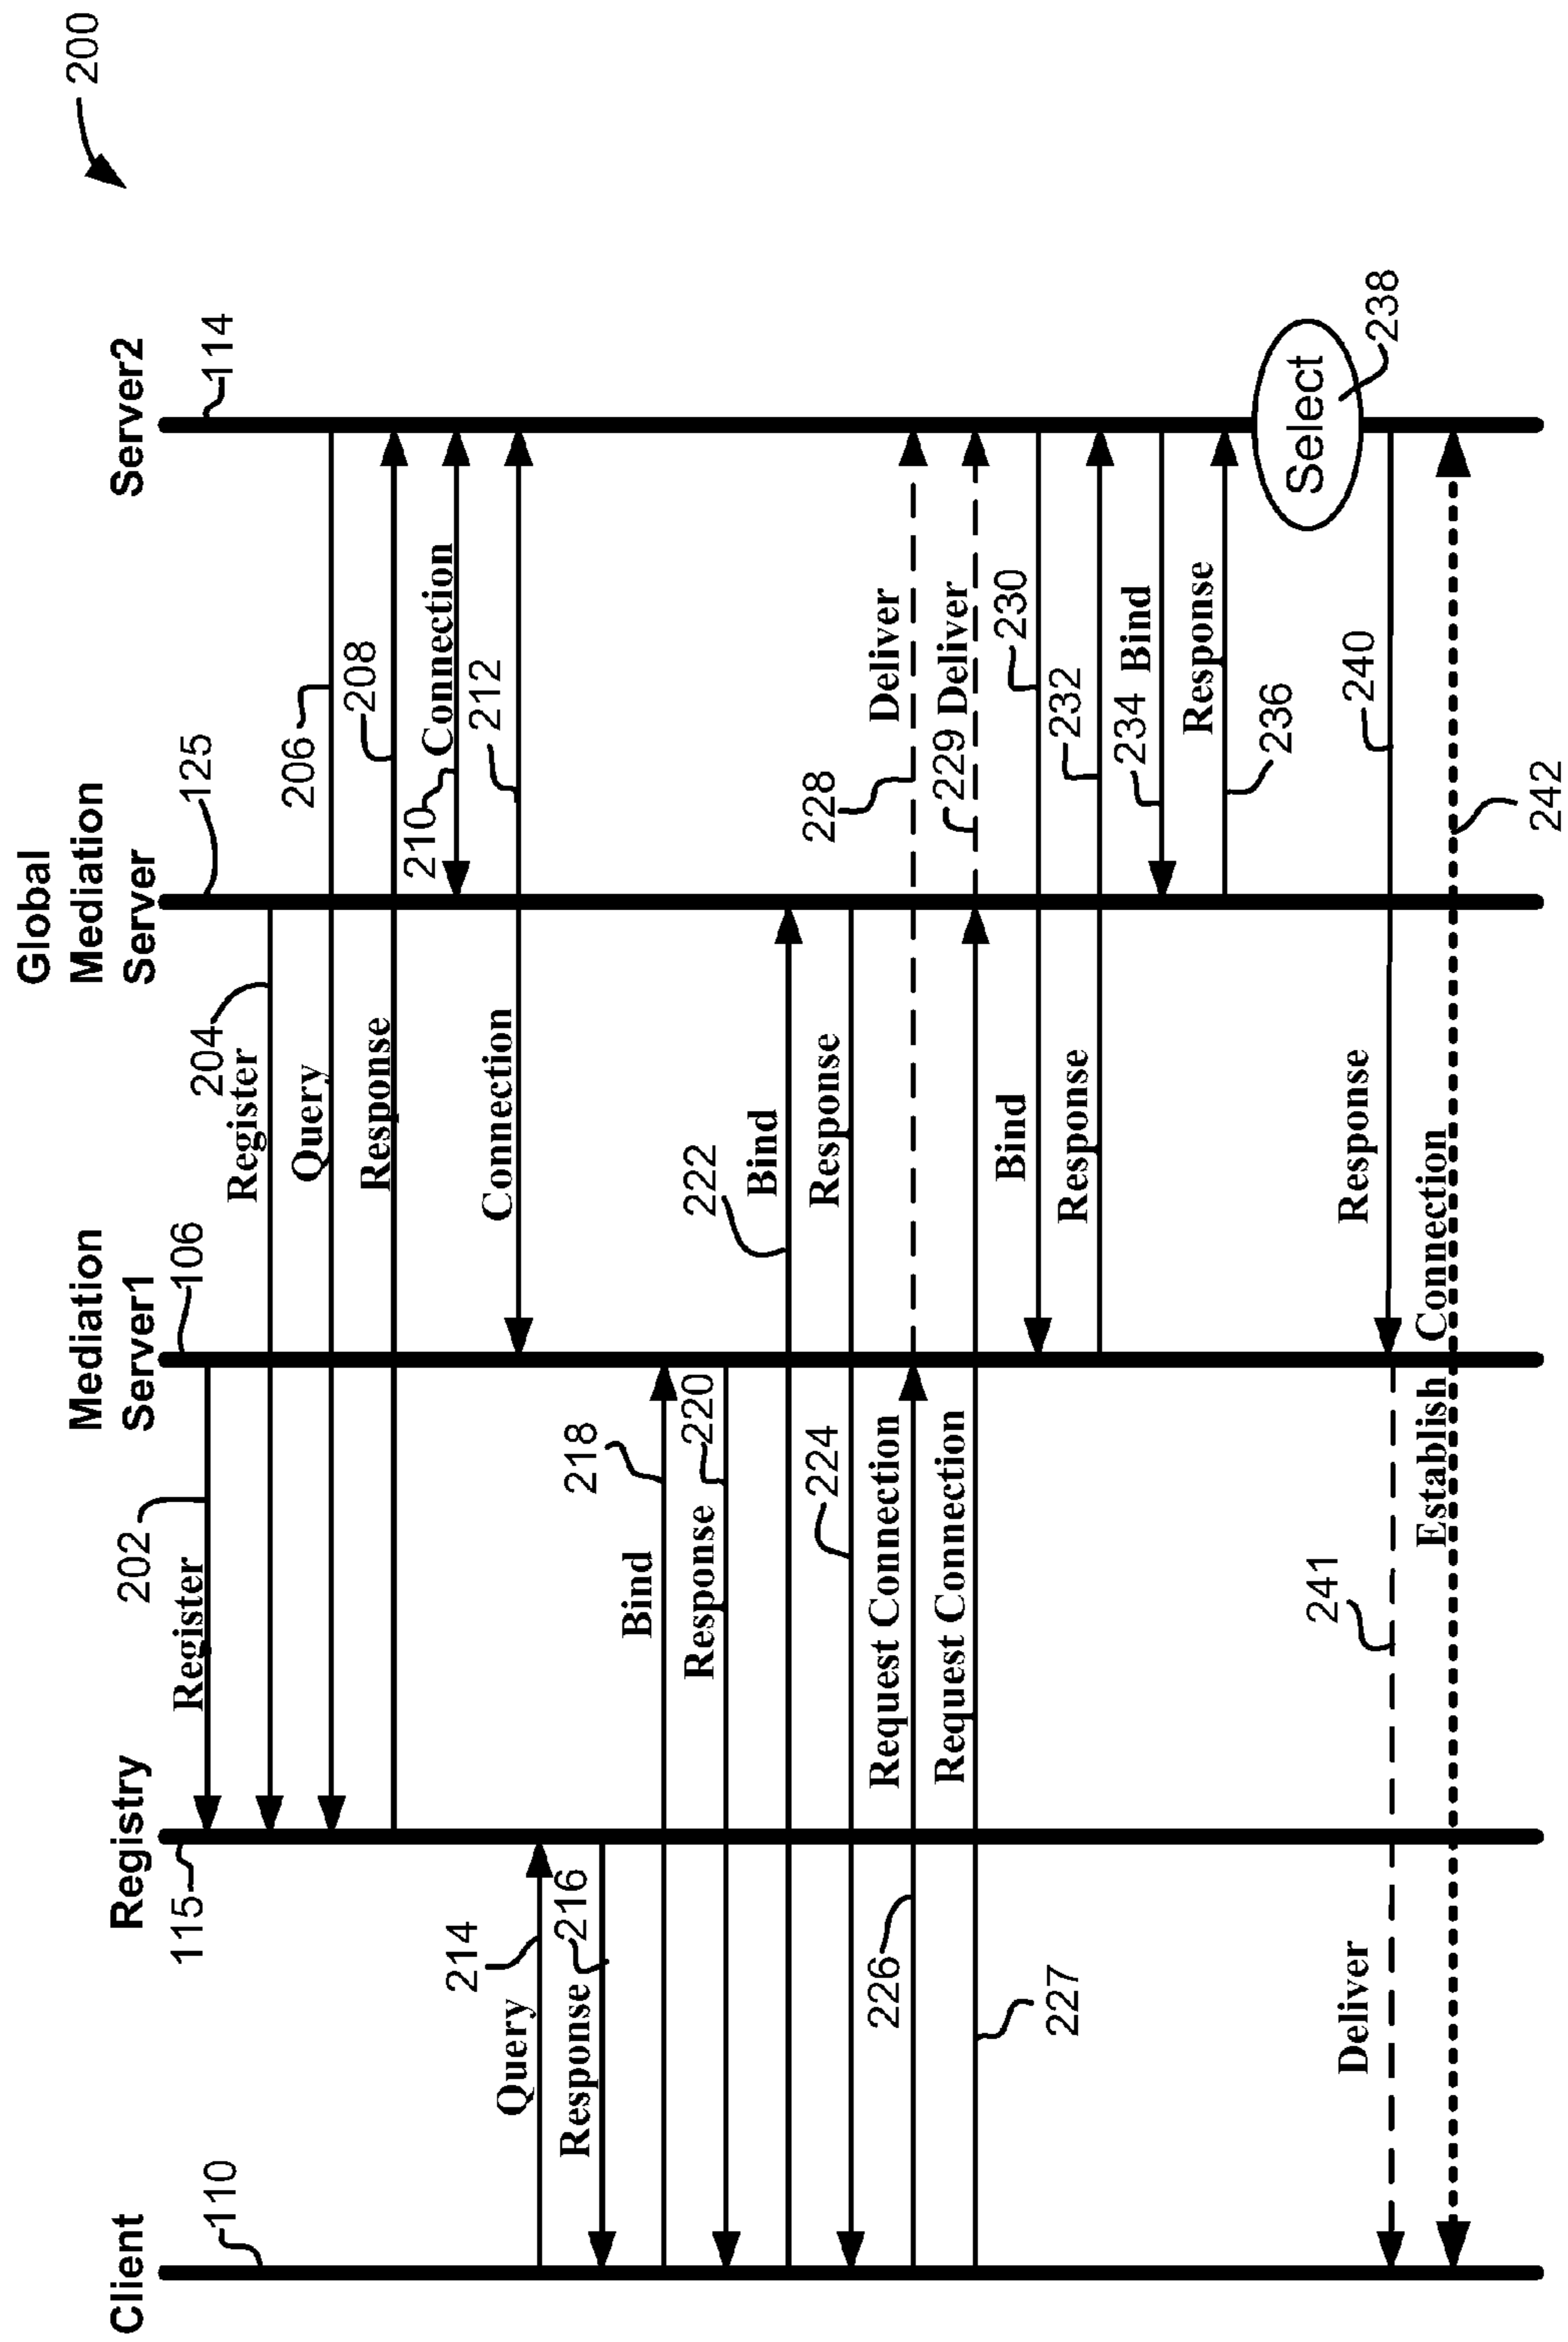 200
Client
Registry
Mediation
Server1
Global
Mediation
Server
Server2
110
115
106
125
114
202
Register
204
Register
206
Query
208
Response
210
Connection
212
Connection
214
Query
216
Response
218
Bind
220
Response
222
Bind
224
Response
226
Request Connection
228
Deliver
227
Request Connection
229
Deliver
230
Bind
232
Response
234
Bind
236
Response
Select
238
240
Response
241
Deliver
Establish Connection
242